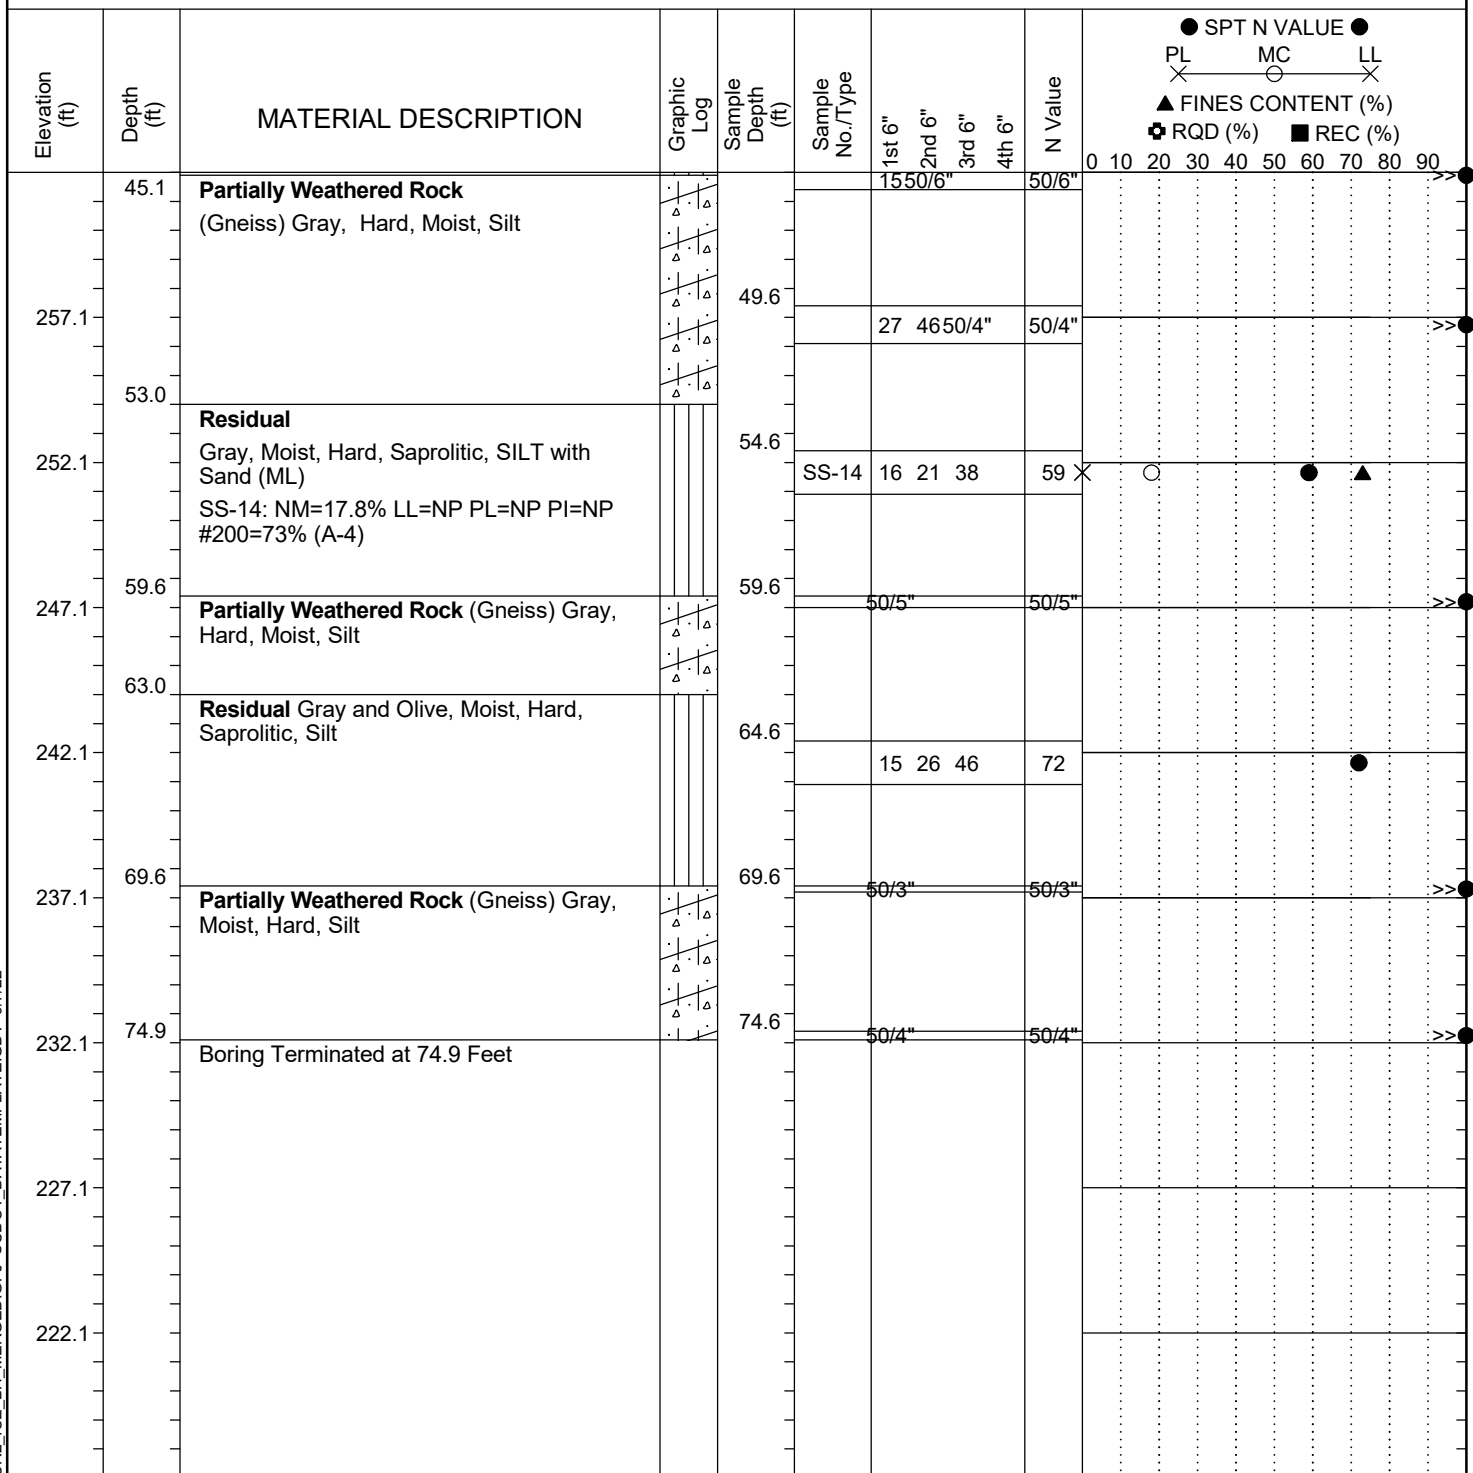 ● SPT N VALUE ●
PL MC LL
▲ FINES CONTENT (%)
RQD (%) ■ REC (%)
Elevation (ft)
Depth (ft)
MATERIAL DESCRIPTION
Graphic Log
Sample Depth (ft)
Sample No./Type
1st 6"
2nd 6"
3rd 6"
4th 6"
N Value
0 10 20 30 40 50 60 70 80 90
45.1 Partially Weathered Rock 15 50/6" 50/6" >>
(Gneiss) Gray, Hard, Moist, Silt
49.6
257.1 27 46 50/4" 50/4" >>
53.0
Residual
Gray, Moist, Hard, Saprolitic, SILT with 54.6
252.1 Sand (ML) SS-14 16 21 38 59
SS-14: NM=17.8% LL=NP PL=NP PI=NP
#200=73% (A-4)
59.6 59.6
247.1 Partially Weathered Rock (Gneiss) Gray, 50/5" 50/5" >>
Hard, Moist, Silt
63.0
Residual Gray and Olive, Moist, Hard,
Saprolitic, Silt 64.6
242.1 15 26 46 72
69.6 69.6
237.1 Partially Weathered Rock (Gneiss) Gray, 50/3" 50/3" >>
Moist, Hard, Silt
74.9 74.6
232.1 50/4" 50/4" >>
Boring Terminated at 74.9 Feet
227.1
222.1